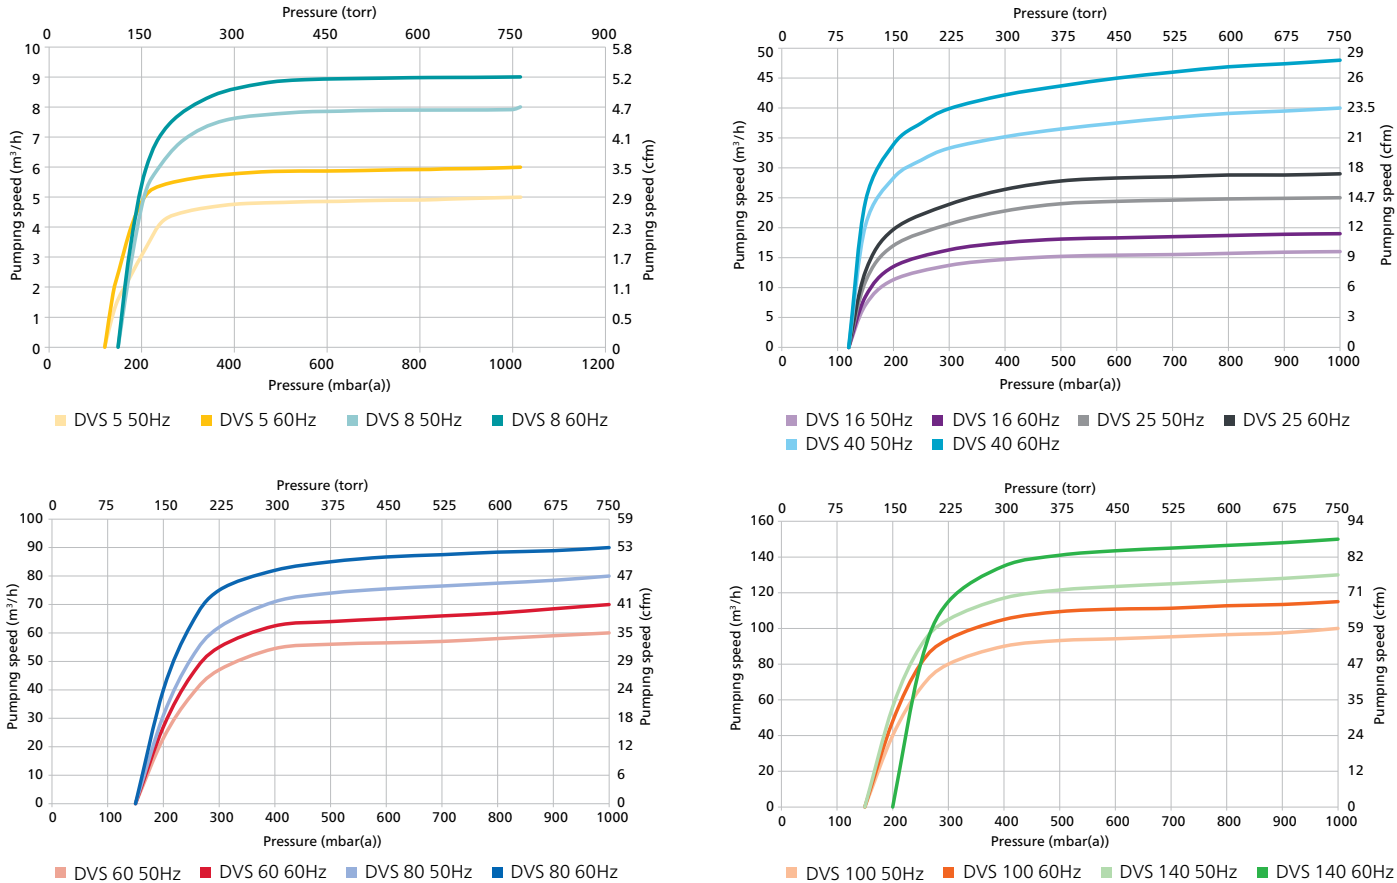 Pressure (torr)
0 150 300 450 600 750 900
10 5.8
9 5.2
8 4.7
7 4.1
6 3.5
5 2.9
4 2.3
3 1.7
2 1.1
1 0.5
0 0
Pumping speed (m³/h)
Pumping speed (cfm)
0 200 400 600 800 1000 1200
Pressure (mbar(a))
DVS 5 50Hz DVS 5 60Hz DVS 8 50Hz DVS 8 60Hz
Pressure (torr)
0 75 150 225 300 375 450 525 600 675 750
50 29
45 26
40 23.5
35 21
30 18
25 14.7
20 12
15 9
10 6
5 3
0 0
Pumping speed (m³/h)
Pumping speed (cfm)
0 100 200 300 400 500 600 700 800 900 1000
Pressure (mbar(a))
DVS 16 50Hz DVS 16 60Hz DVS 25 50Hz DVS 25 60Hz
DVS 40 50Hz DVS 40 60Hz
Pressure (torr)
0 75 150 225 300 375 450 525 600 675 750
100 59
90 53
80 47
70 41
60 35
50 29
40 24
30 18
20 12
10 6
0 0
Pumping speed (m³/h)
Pumping speed (cfm)
0 100 200 300 400 500 600 700 800 900 1000
Pressure (mbar(a))
DVS 60 50Hz DVS 60 60Hz DVS 80 50Hz DVS 80 60Hz
Pressure (torr)
0 75 150 225 300 375 450 525 600 675 750
160 94
140 82
120 71
100 59
80 47
60 35
40 24
20 12
0 0
Pumping speed (m³/h)
Pumping speed (cfm)
0 100 200 300 400 500 600 700 800 900 1000
Pressure (mbar(a))
DVS 100 50Hz DVS 100 60Hz DVS 140 50Hz DVS 140 60Hz